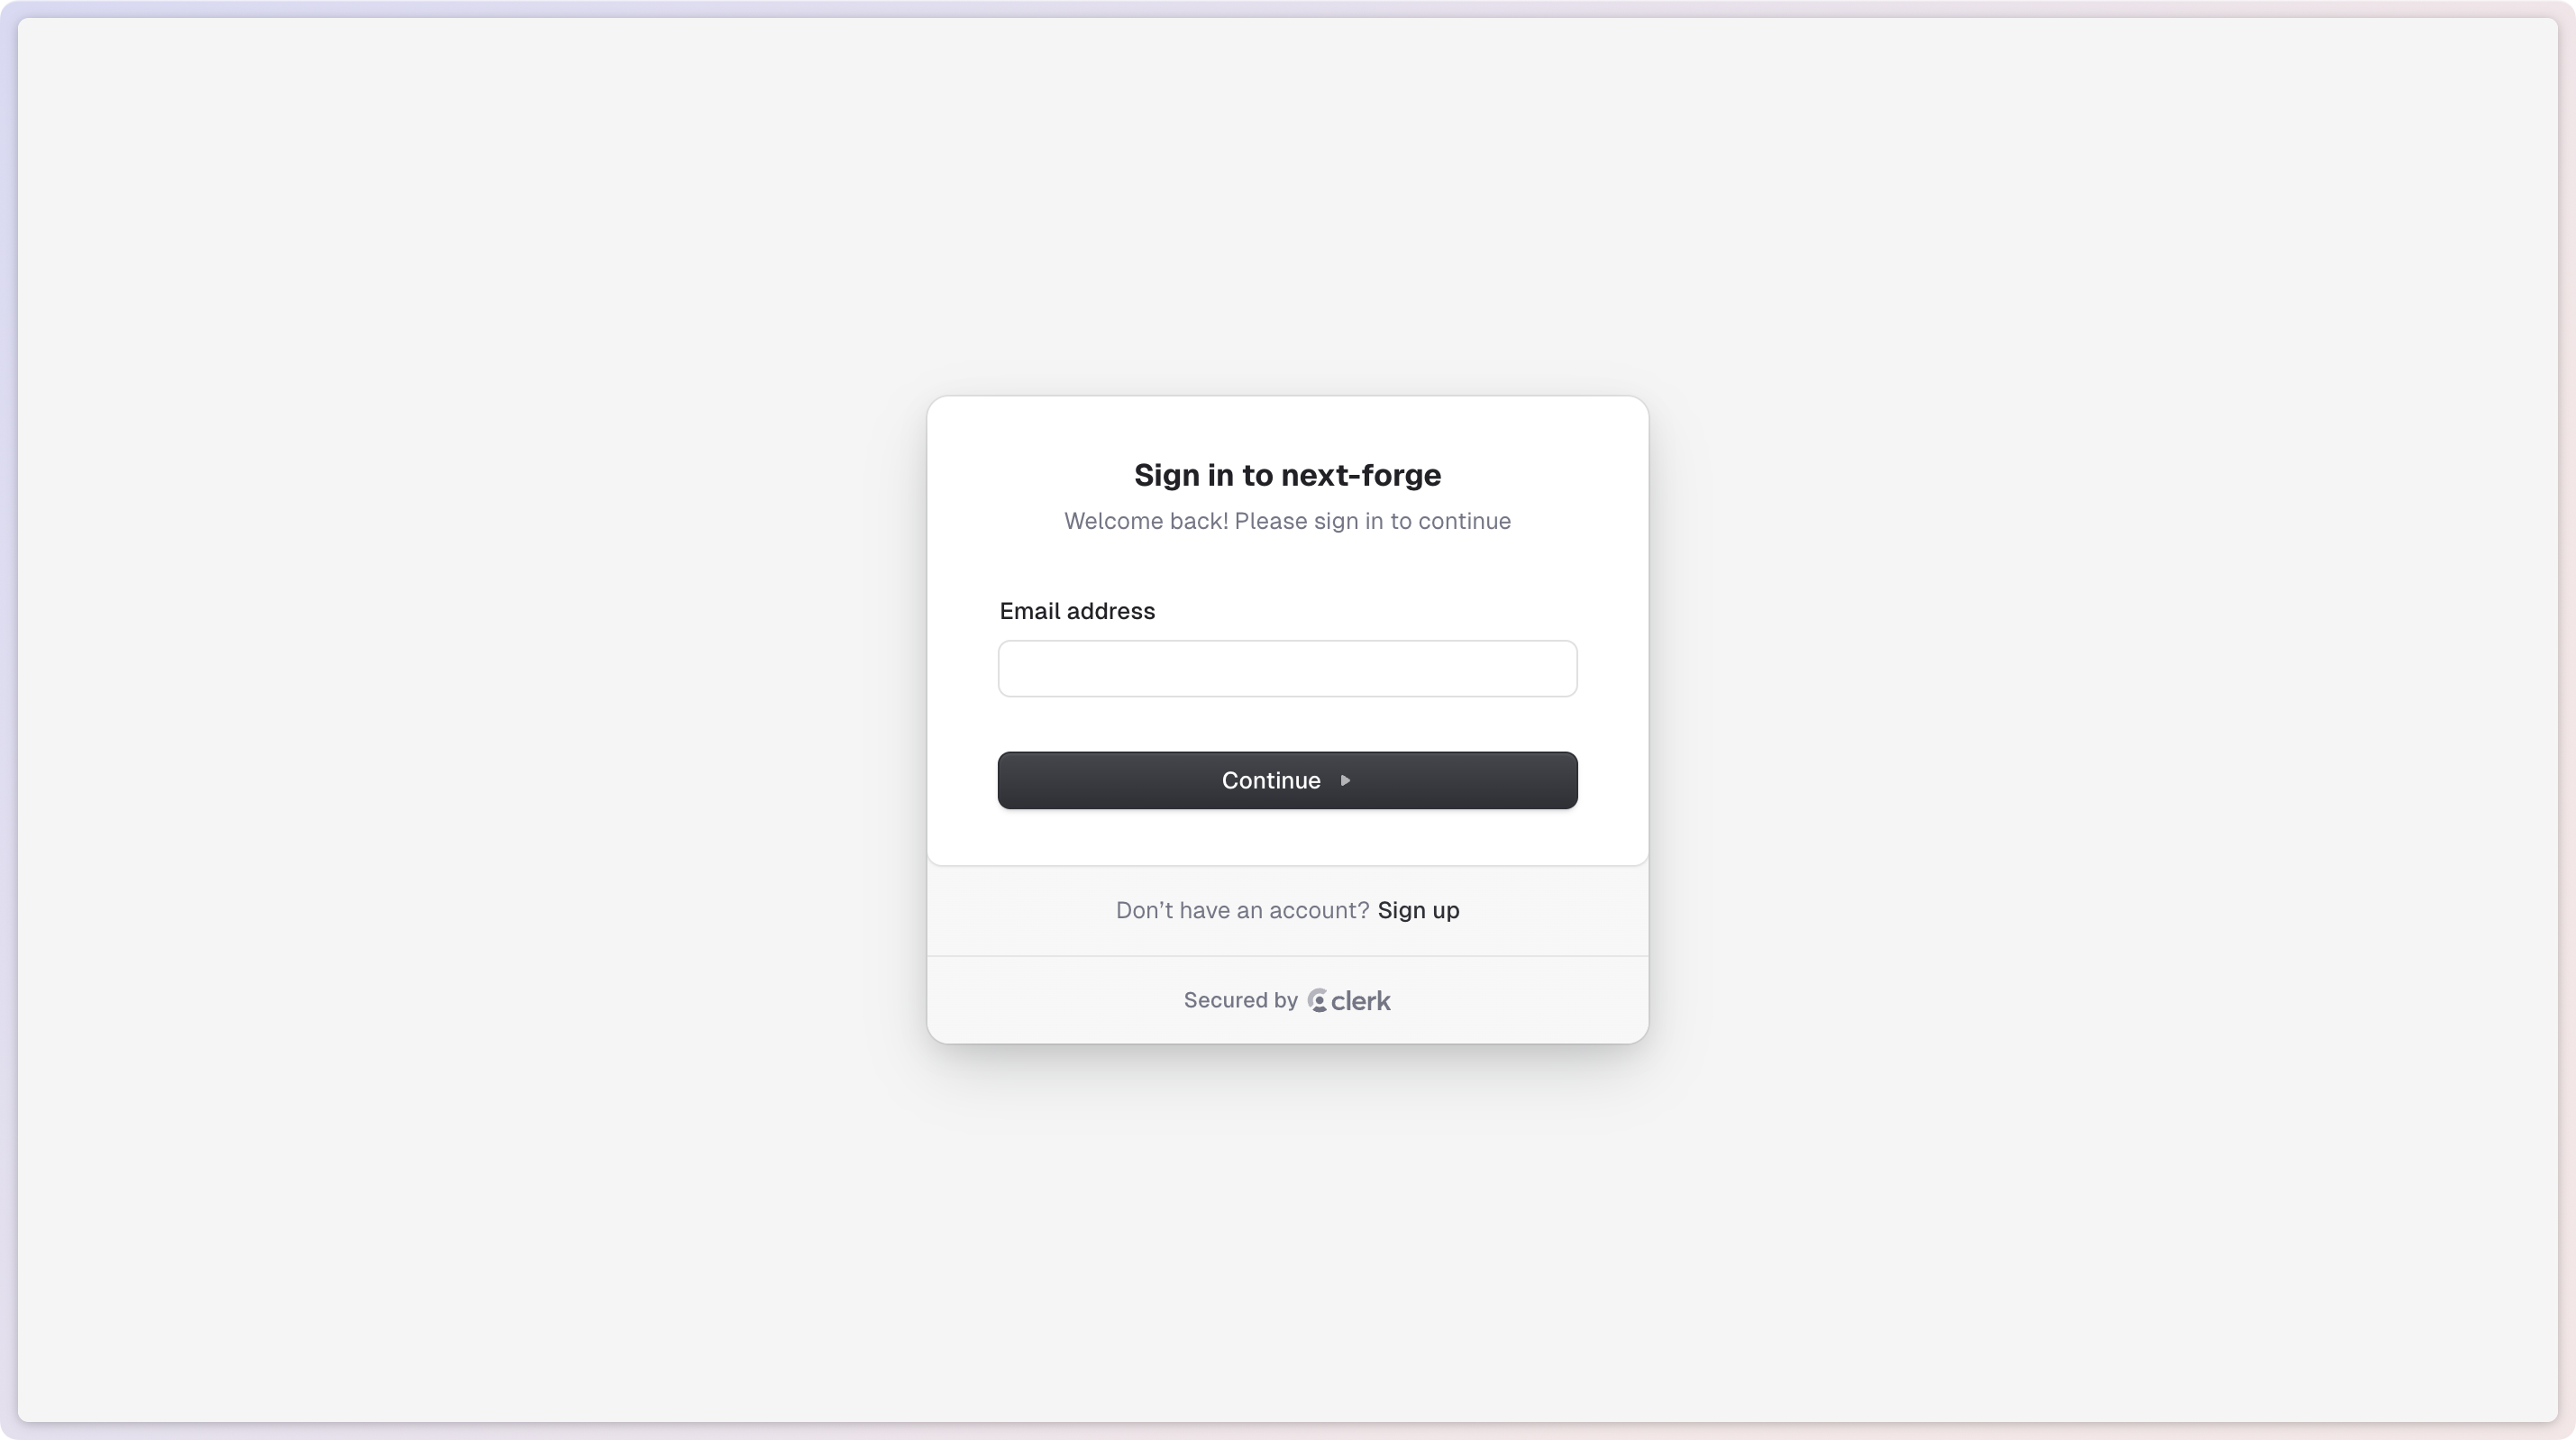 Sign in to next-forge
Welcome back! Please sign in to continue
Email address
Continue
Don’t have an account? Sign up
Secured by clerk